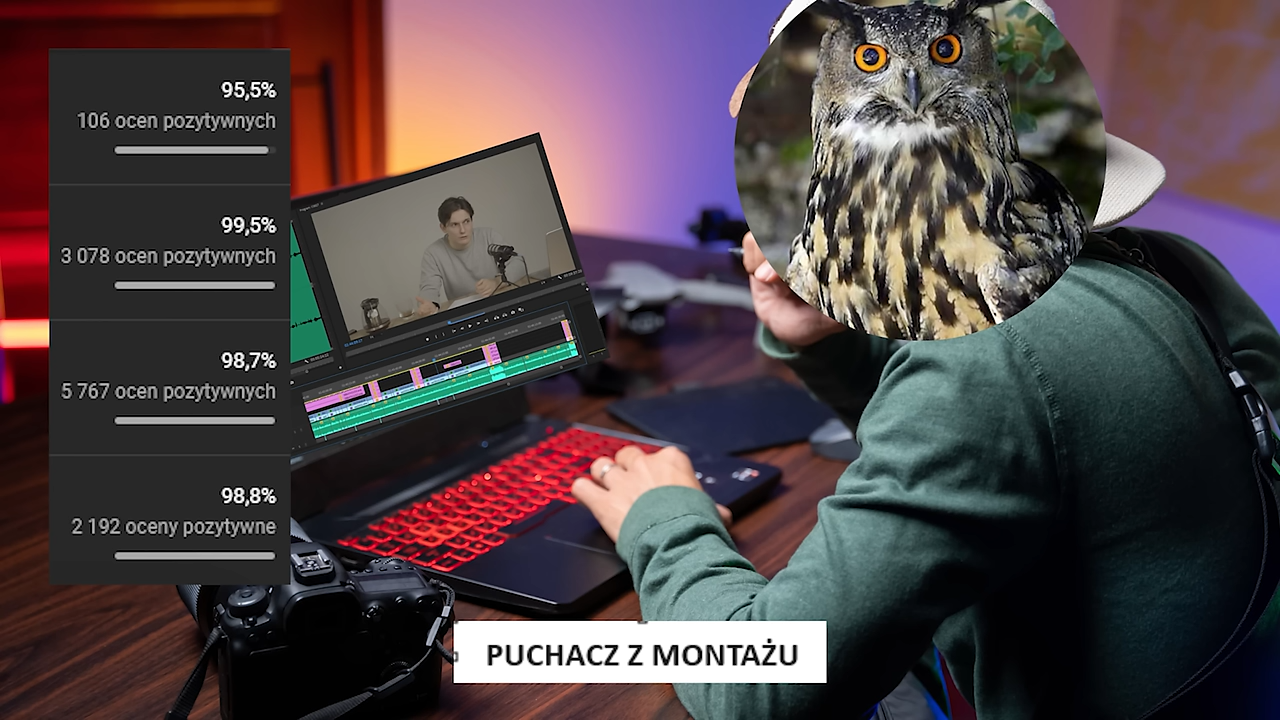 95,5%
106 ocen pozytywnych
99,5%
3 078 ocen pozytywnych
98,7%
5 767 ocen pozytywnych
98,8%
2 192 oceny pozytywne
PUCHACZ Z MONTAŻU